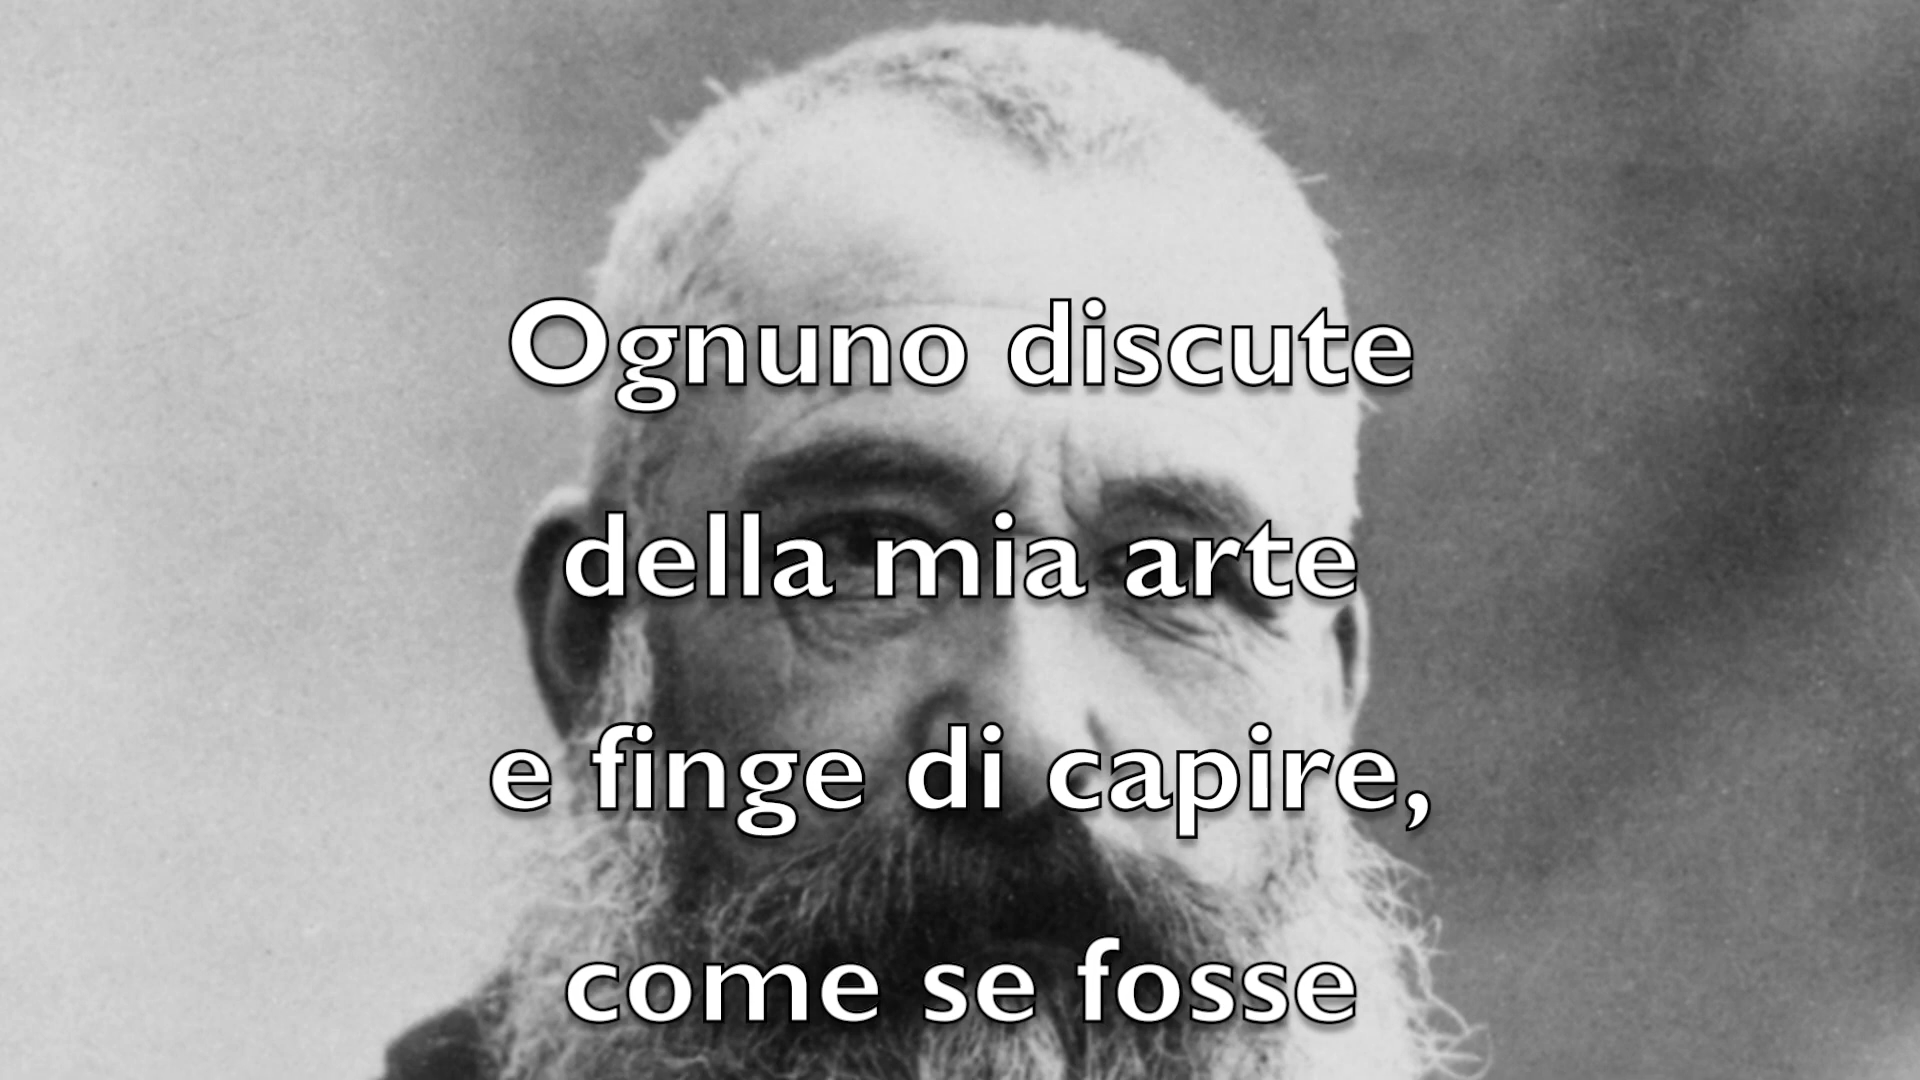 Ognuno discute
della mia arte
e finge di capire,
come se fosse